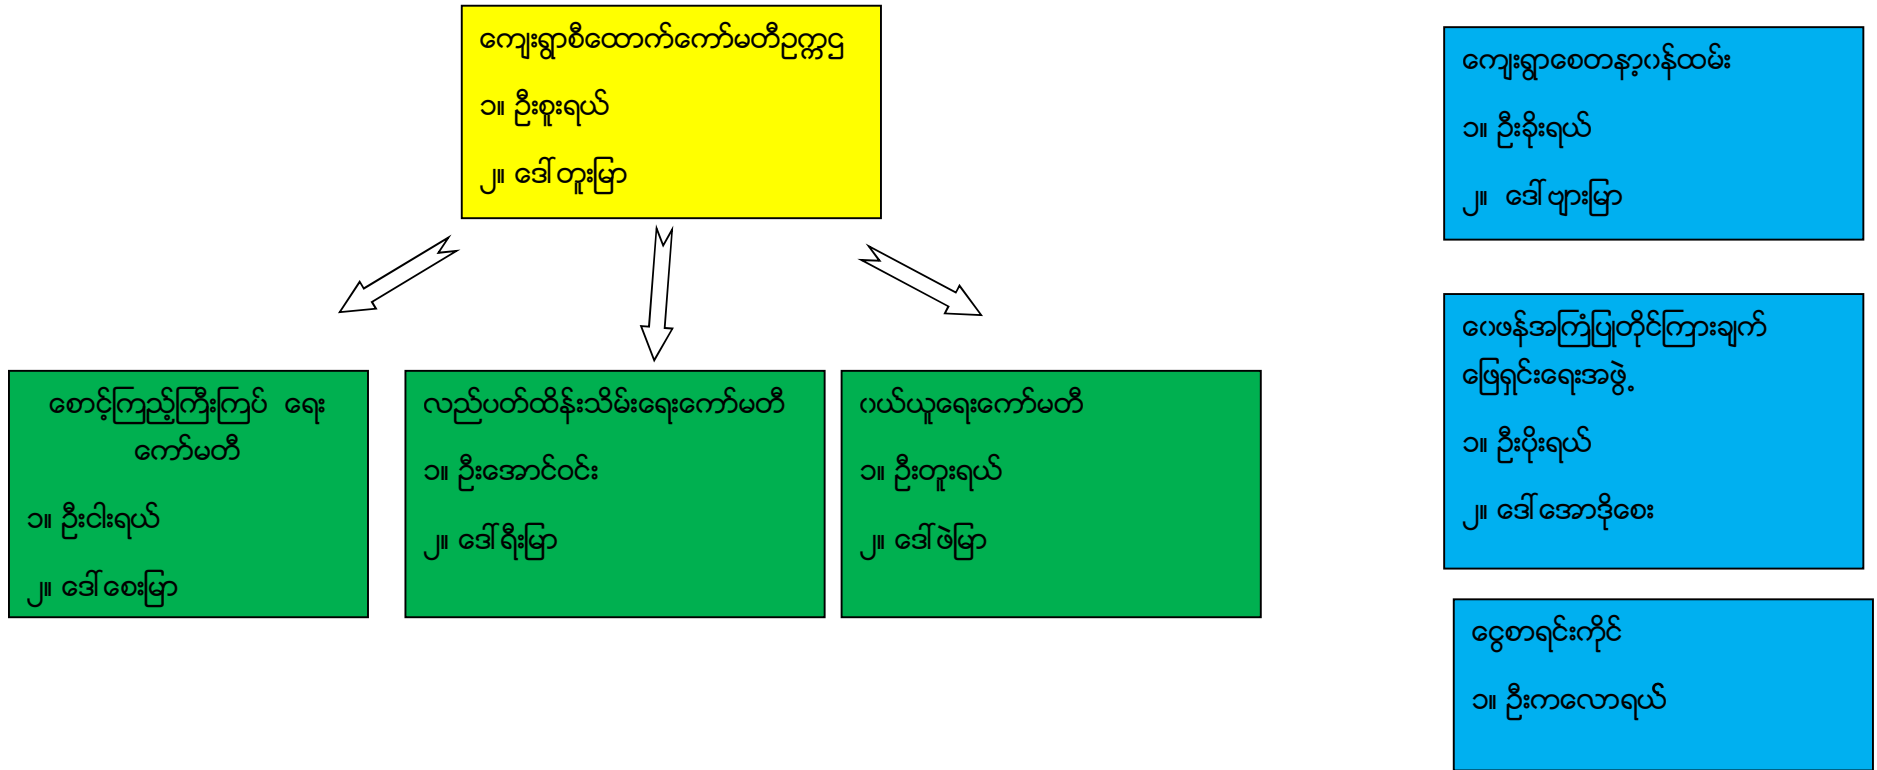 ကျေးရွာစီထောက်ကော်မတီဥက္ကဌ
၁။ ဦးစူးရယ်
၂။ ဒေါ်တူးမြာ
စောင့်ကြည့်ကြီးကြပ် ရေး
ကော်မတီ
၁။ ဦးငါးရယ်
၂။ ဒေါ်စေးမြာ
လည်ပတ်ထိန်းသိမ်းရေးကော်မတီ
၁။ ဦးအောင်ဝင်း
၂။ ဒေါ်ရီးမြာ
၀ယ်ယူရေးကော်မတီ
၁။ ဦးတူးရယ်
၂။ ဒေါ်ဖဲမြာ
ကျေးရွာစေတနာ့၀န်ထမ်း
၁။ ဦးခိုးရယ်
၂။ ဒေါ်ဗျားမြာ
ေ၀ဖန်အကြံပြုတိုင်ကြားချက်
ဖြေရှင်းရေးအဖွဲ့
၁။ ဦးပိုးရယ်
၂။ ဒေါ်အောဒိုစေး
ငွေစာရင်းကိုင်
၁။ ဦးကလောရယ်